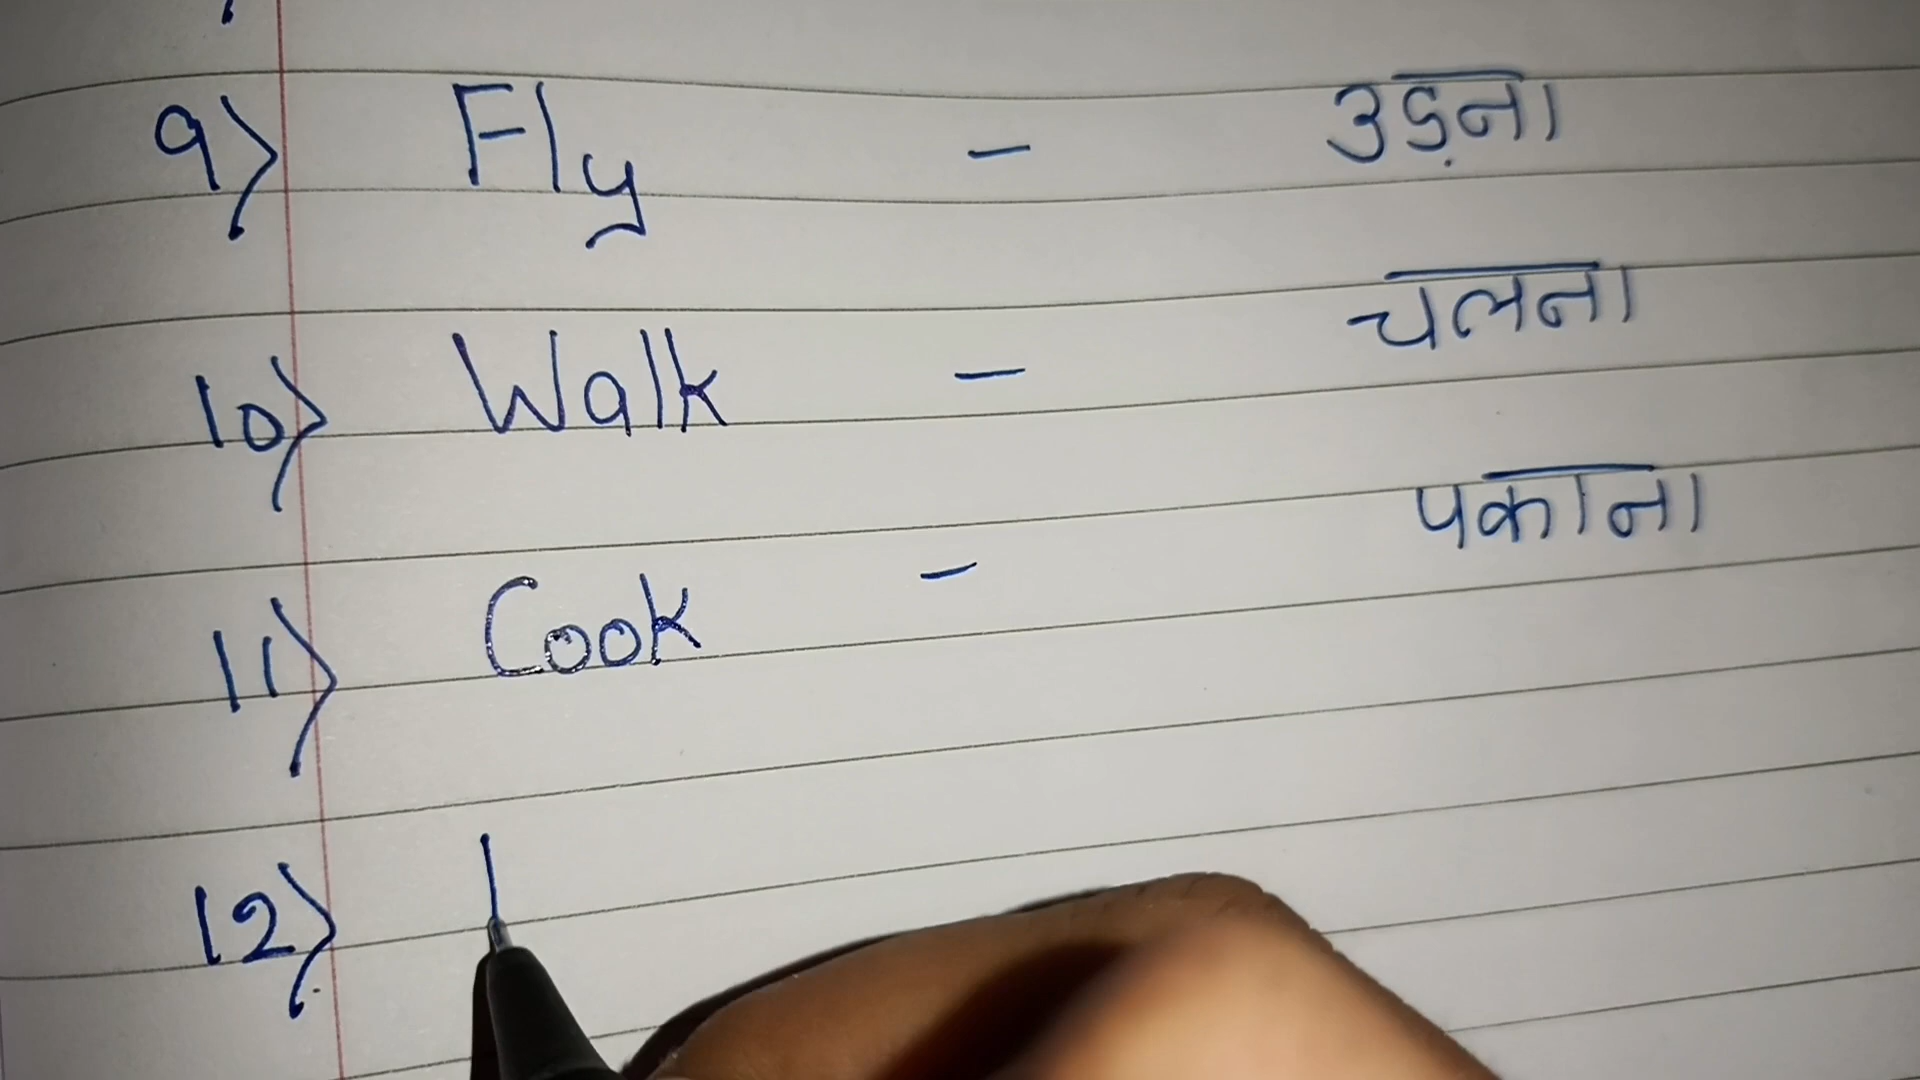 9) Fly - उड़ना
10) Walk - चलना
11) Cook - पकाना
12)